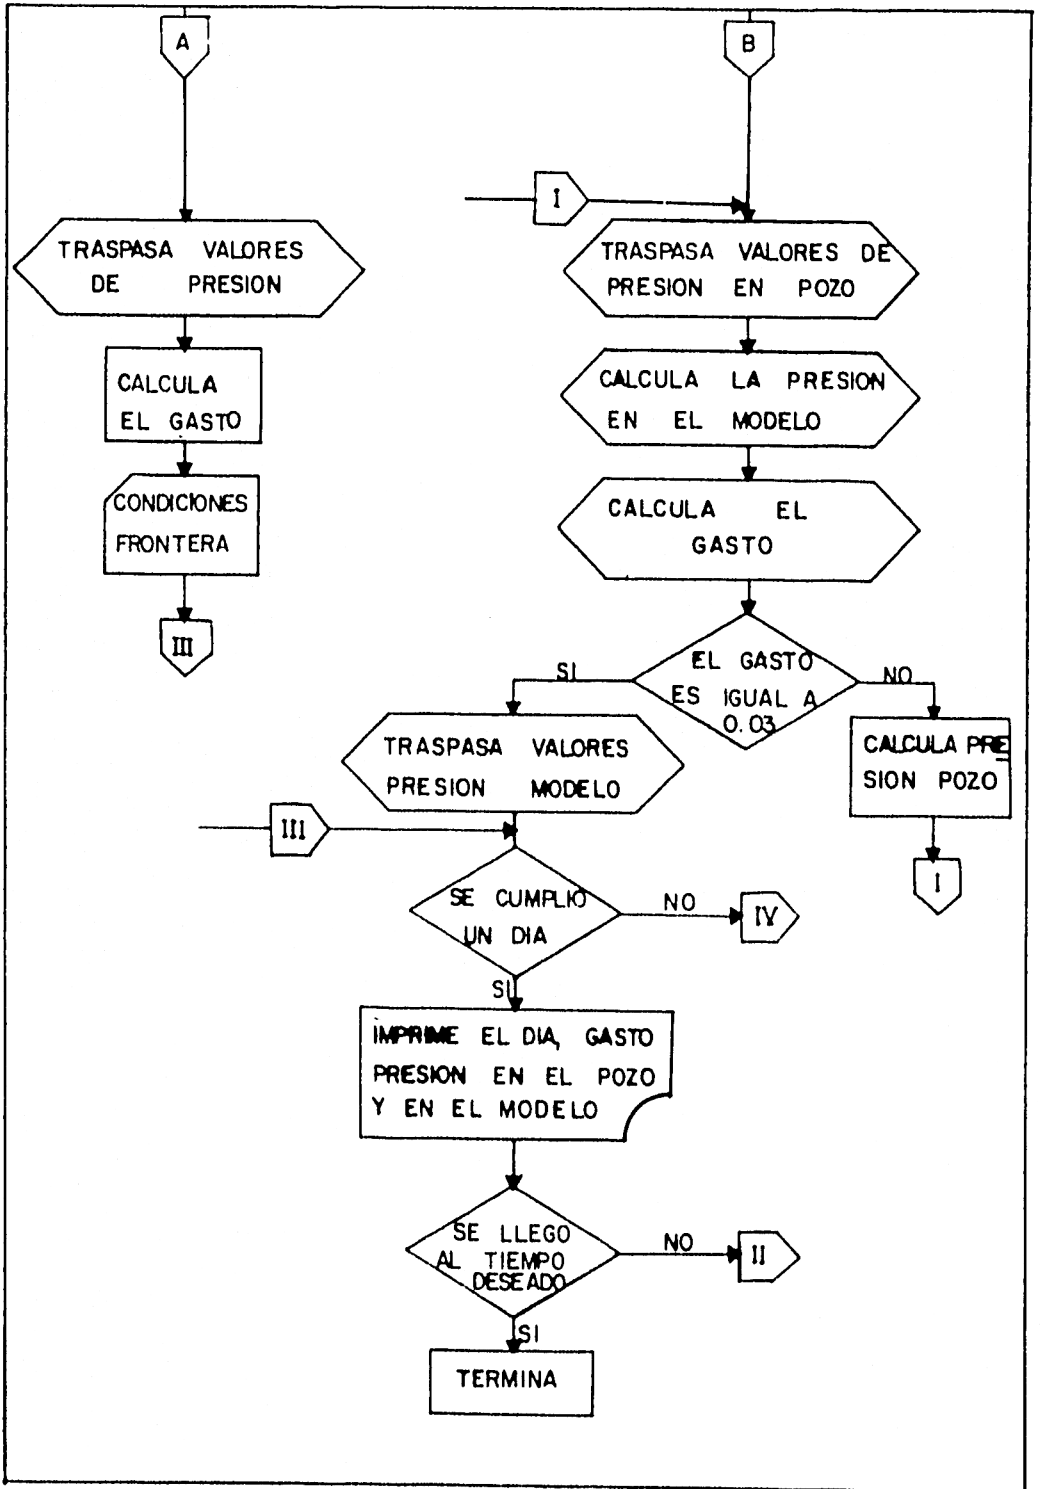 A
TRASPASA VALORES
DE PRESION
CALCULA
EL GASTO
CONDICIONES
FRONTERA
III
B
I
TRASPASA VALORES DE
PRESION EN POZO
CALCULA LA PRESION
EN EL MODELO
CALCULA EL
GASTO
EL GASTO
ES IGUAL A
0.03
SI
NO
CALCULA PRE
SION POZO
I
TRASPASA VALORES
PRESION MODELO
III
SE CUMPLIO
UN DIA
NO
IV
SI
IMPRIME EL DIA, GASTO
PRESION EN EL POZO
Y EN EL MODELO
SE LLEGO
AL TIEMPO
DESEADO
NO
II
SI
TERMINA